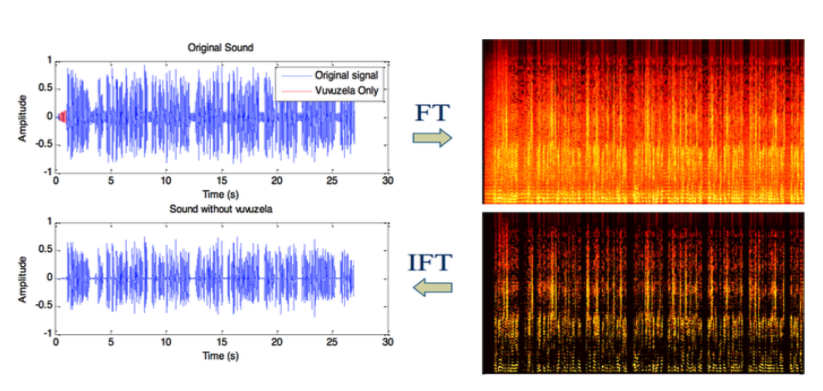 Original Sound
1
0.5
0
-0.5
-1
Amplitude
Original signal
Vuvuzela Only
0 5 10 15 20 25 30
Time (s)
FT
Sound without vuvuzela
1
0.5
0
-0.5
-1
Amplitude
0 5 10 15 20 25 30
Time (s)
IFT